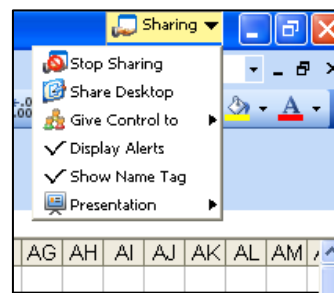 Sharing
Stop Sharing
Share Desktop
Give Control to
Display Alerts
Show Name Tag
Presentation
.00
A
AG AH AI AJ AK AL AM